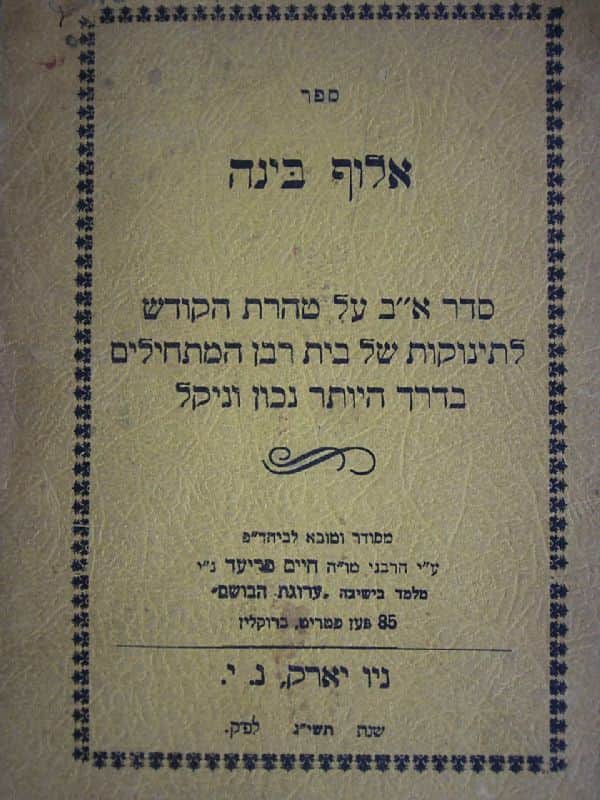 ספר
אלוף בינה
סדר א״ב על טהרת הקודש
לתינוקות של בית רבן המתחילים
בדרך היותר נכון וניקל
מסודר ומובא לביהד״פ
ע״י הרבני מו״ה חיים פריעד נ״י
מלמד בישיבה „ערוגת הבושם״
85 פען סטריט, ברוקלין
ניו יארק, נ. י.
שנת תשי״ג לפ״ק.